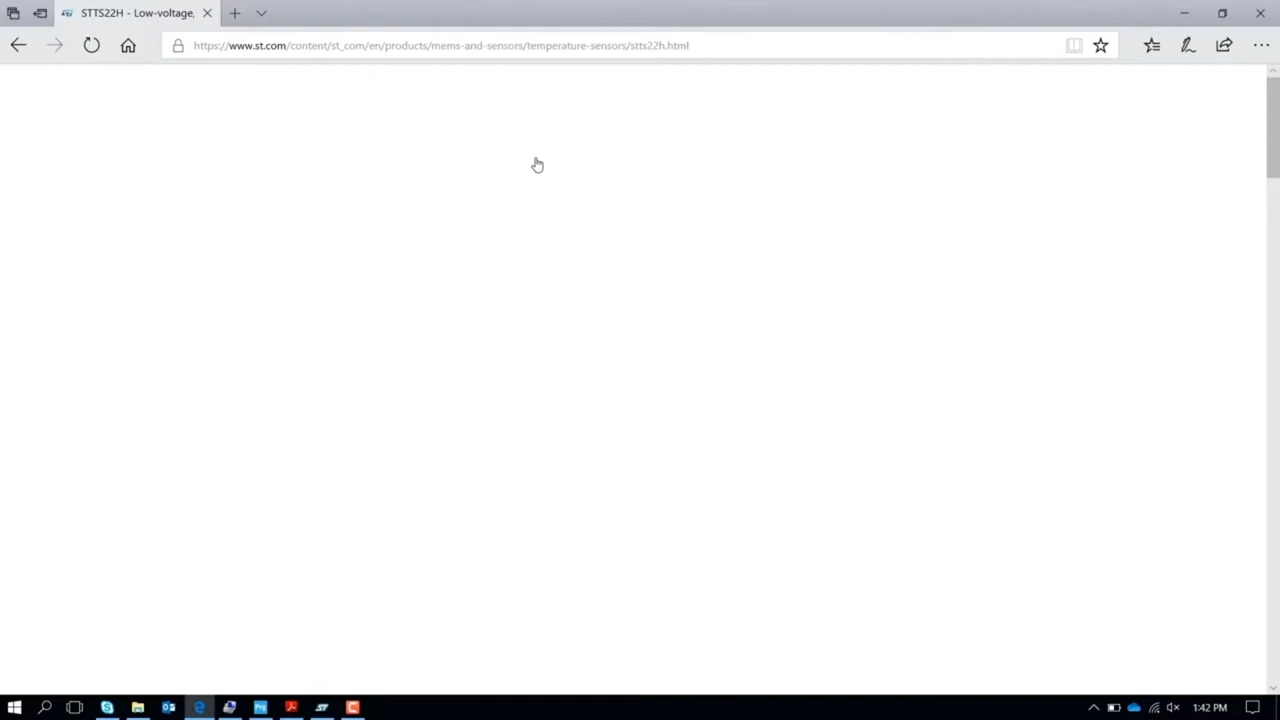 STTS22H - Low-voltage,
https://www.st.com/content/st_com/en/products/mems-and-sensors/temperature-sensors/stts22h.html
1:42 PM